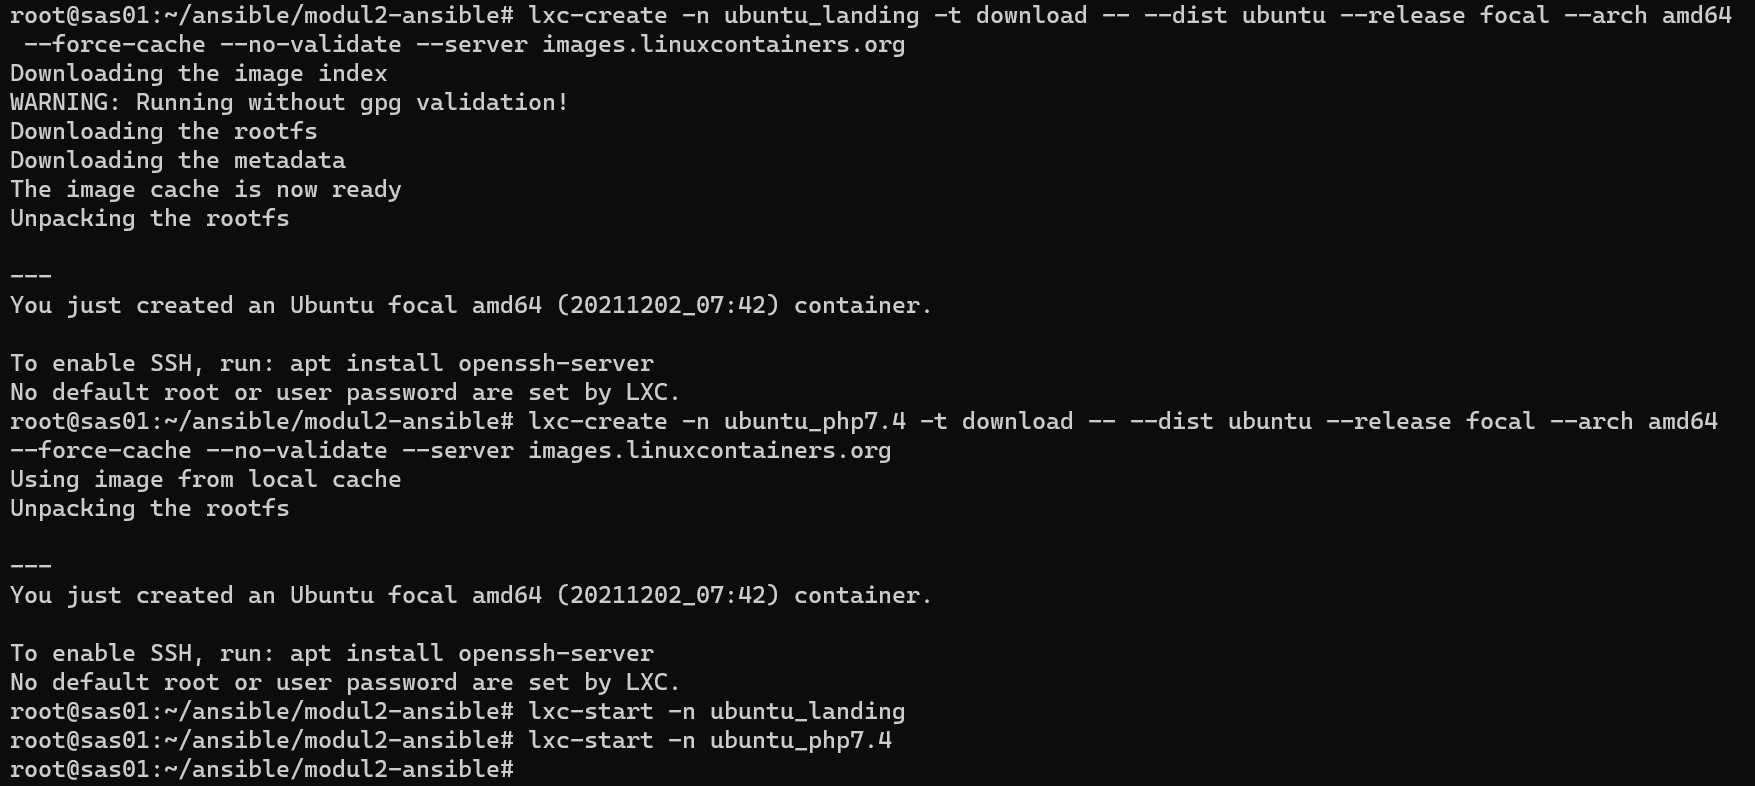 root@sas01:~/ansible/modul2-ansible# lxc-create -n ubuntu_landing -t download -- --dist ubuntu --release focal --arch amd64
 --force-cache --no-validate --server images.linuxcontainers.org
Downloading the image index
WARNING: Running without gpg validation!
Downloading the rootfs
Downloading the metadata
The image cache is now ready
Unpacking the rootfs

---
You just created an Ubuntu focal amd64 (20211202_07:42) container.

To enable SSH, run: apt install openssh-server
No default root or user password are set by LXC.
root@sas01:~/ansible/modul2-ansible# lxc-create -n ubuntu_php7.4 -t download -- --dist ubuntu --release focal --arch amd64
--force-cache --no-validate --server images.linuxcontainers.org
Using image from local cache
Unpacking the rootfs

---
You just created an Ubuntu focal amd64 (20211202_07:42) container.

To enable SSH, run: apt install openssh-server
No default root or user password are set by LXC.
root@sas01:~/ansible/modul2-ansible# lxc-start -n ubuntu_landing
root@sas01:~/ansible/modul2-ansible# lxc-start -n ubuntu_php7.4
root@sas01:~/ansible/modul2-ansible#